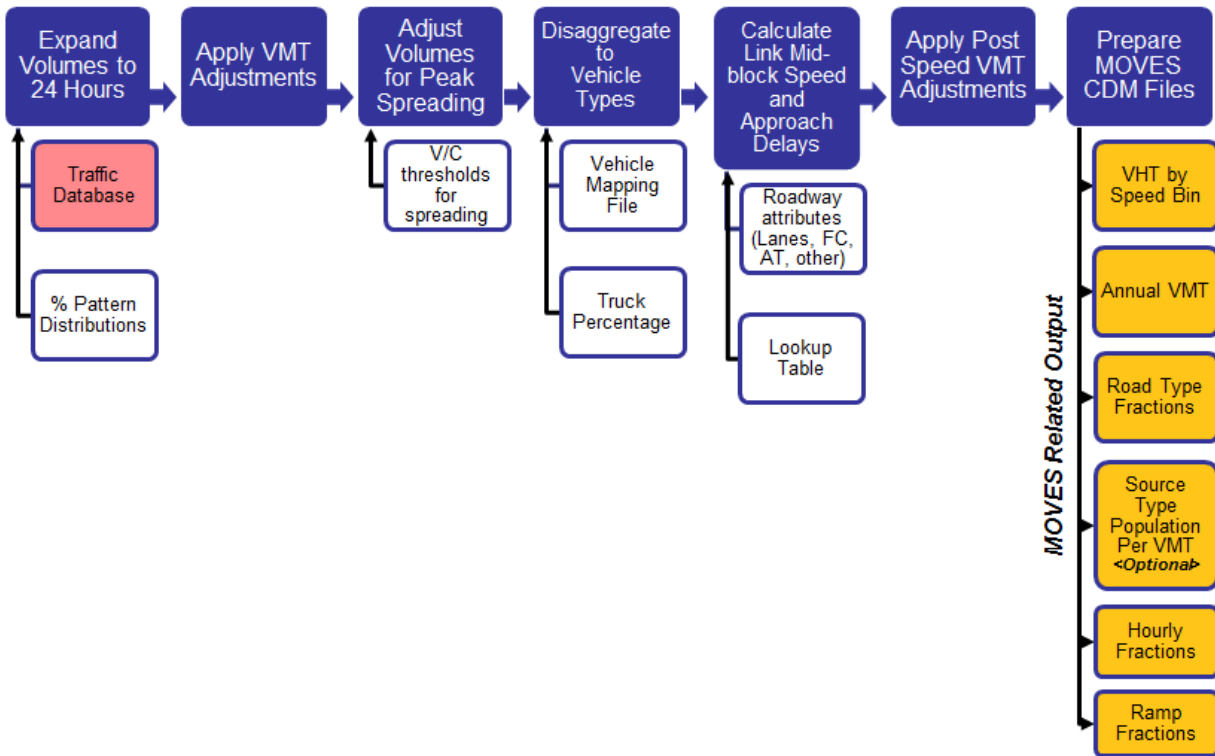 Expand
Volumes to
24 Hours
Apply VMT
Adjustments
Adjust
Volumes
for Peak
Spreading
Disaggregate
to
Vehicle
Types
Calculate
Link Mid-
block Speed
and
Approach
Delays
Apply Post
Speed VMT
Adjustments
Prepare
MOVES
CDM Files
Traffic
Database
% Pattern
Distributions
V/C
thresholds
for
spreading
Vehicle
Mapping
File
Truck
Percentage
Roadway
attributes
(Lanes, FC,
AT, other)
Lookup
Table
MOVES Related Output
VHT by
Speed Bin
Annual VMT
Road Type
Fractions
Source
Type
Population
Per VMT
<Optional>
Hourly
Fractions
Ramp
Fractions